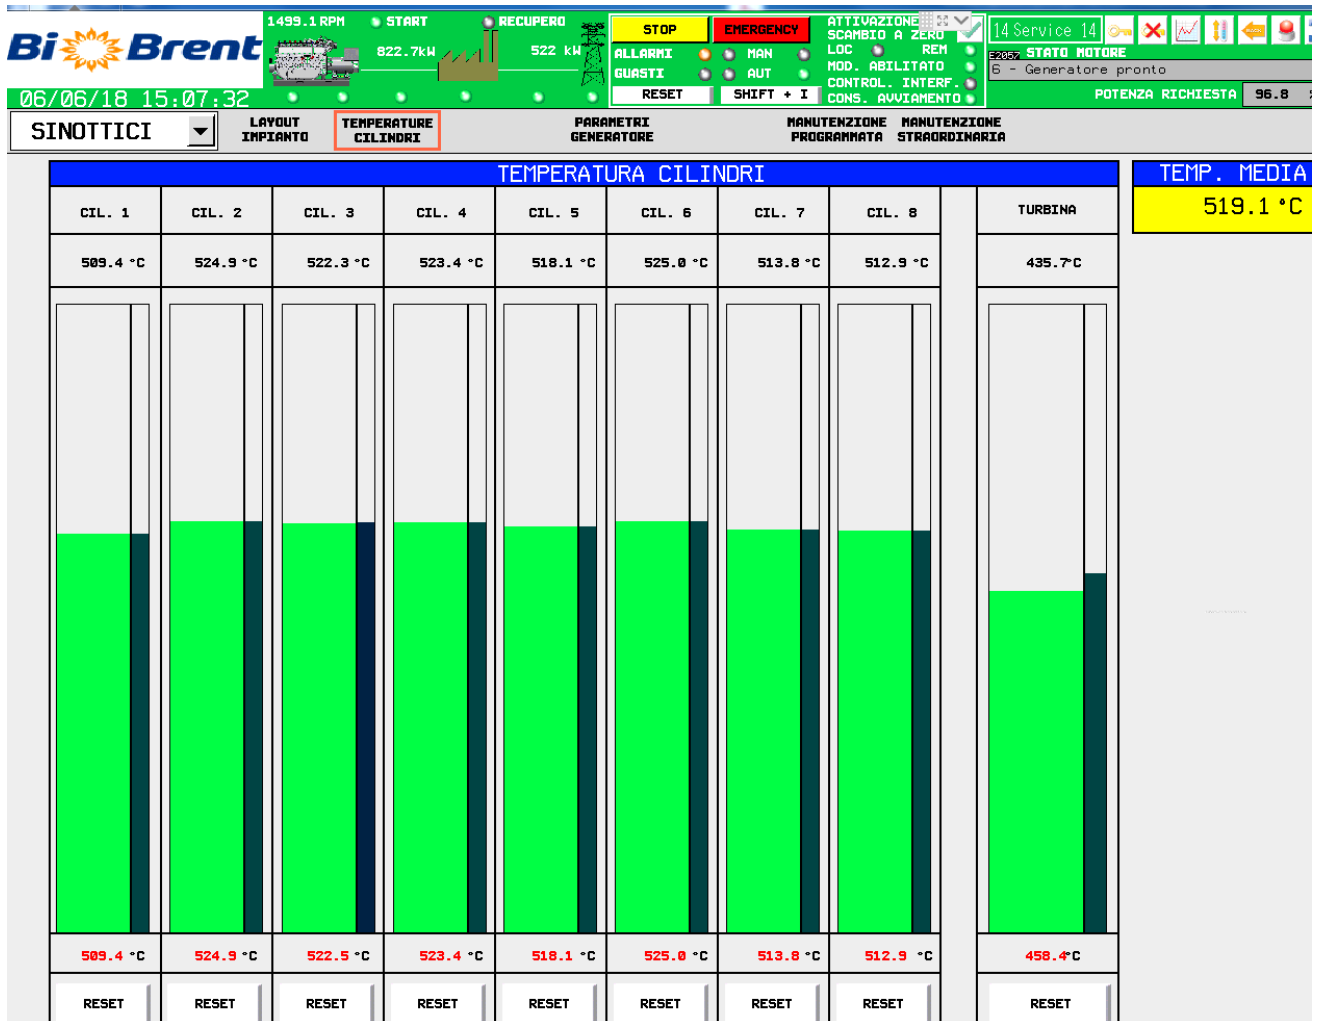 Bi Brent
06/06/18 15:07:32
1499.1 RPM
START
RECUPERO
822.7kW
522 kW
STOP
EMERGENCY
ALLARMI
MAN
GUASTI
AUT
RESET
SHIFT + I
ATTIVAZIONE
SCAMBIO A ZERO
LOC
REM
MOD. ABILITATO
CONTROL. INTERF.
CONS. AVVIAMENTO
14 Service 14
E2057 STATO MOTORE
6 - Generatore pronto
POTENZA RICHIESTA 96.8
SINOTTICI
LAYOUT
IMPIANTO
TEMPERATURE
CILINDRI
PARAMETRI
GENERATORE
MANUTENZIONE
PROGRAMMATA
MANUTENZIONE
STRAORDINARIA
TEMPERATURA CILINDRI
TEMP. MEDIA
519.1 °C
CIL. 1 CIL. 2 CIL. 3 CIL. 4 CIL. 5 CIL. 6 CIL. 7 CIL. 8 TURBINA
509.4 °C 524.9 °C 522.3 °C 523.4 °C 518.1 °C 525.0 °C 513.8 °C 512.9 °C 435.7°C
509.4 °C 524.9 °C 522.5 °C 523.4 °C 518.1 °C 525.0 °C 513.8 °C 512.9 °C 458.4°C
RESET RESET RESET RESET RESET RESET RESET RESET RESET